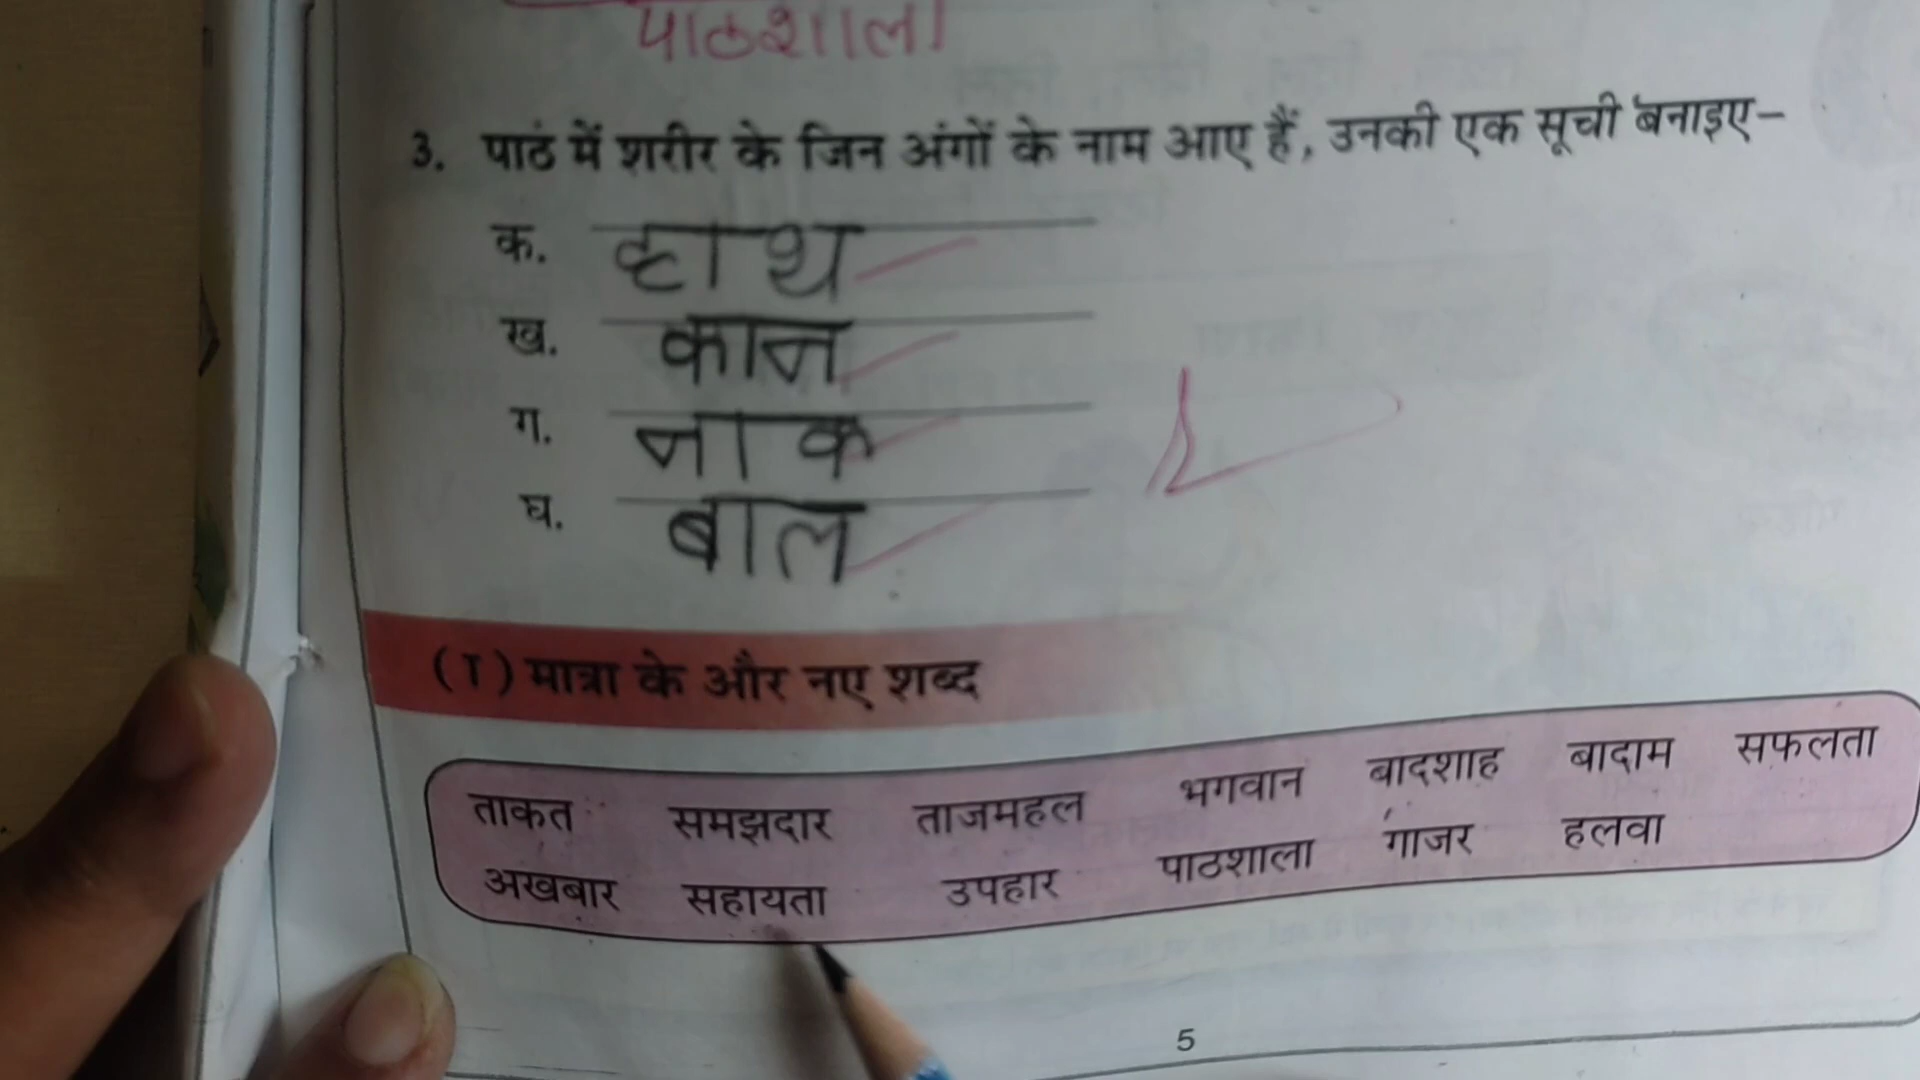 पाठशाला
3. पाठ में शरीर के जिन अंगों के नाम आए हैं, उनकी एक सूची बनाइए–
क. हाथ
ख. कान
ग. नाक
घ. बाल
(ा) मात्रा के और नए शब्द
ताकत समझदार ताजमहल भगवान बादशाह बादाम सफलता
अखबार सहायता उपहार पाठशाला गाजर हलवा
5